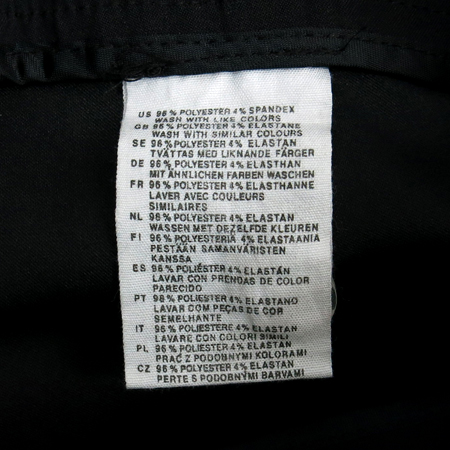 US 96% POLYESTER 4% SPANDEX
WASH WITH LIKE COLORS
GB 96% POLYESTER 4% ELASTANE
WASH WITH SIMILAR COLOURS
SE 96% POLYESTER 4% ELASTAN
TVÄTTAS MED LIKNANDE FÄRGER
DE 96% POLYESTER 4% ELASTHAN
MIT ÄHNLICHEN FARBEN WASCHEN
FR 96% POLYESTER 4% ELASTHANNE
LAVER AVEC COULEURS
SIMILAIRES
NL 96% POLYESTER 4% ELASTAN
WASSEN MET DEZELFDE KLEUREN
FI 96% POLYESTERIÄ 4% ELASTAANIA
PESTÄÄN SAMANVÄRISTEN
KANSSA
ES 96% POLIÉSTER 4% ELASTÁN
LAVAR CON PRENDAS DE COLOR
PARECIDO
PT 96% POLIÉSTER 4% ELASTANO
LAVAR COM PEÇAS DE COR
SEMELHANTE
IT 96% POLIESTERE 4% ELASTAN
LAVARE CON COLORI SIMILI
PL 96% POLIESTER 4% ELASTAN
PRAĆ Z PODOBNYMI KOLORAMI
CZ 96% POLYESTER 4% ELASTAN
PERTE S PODOBNÝMI BARVAMI